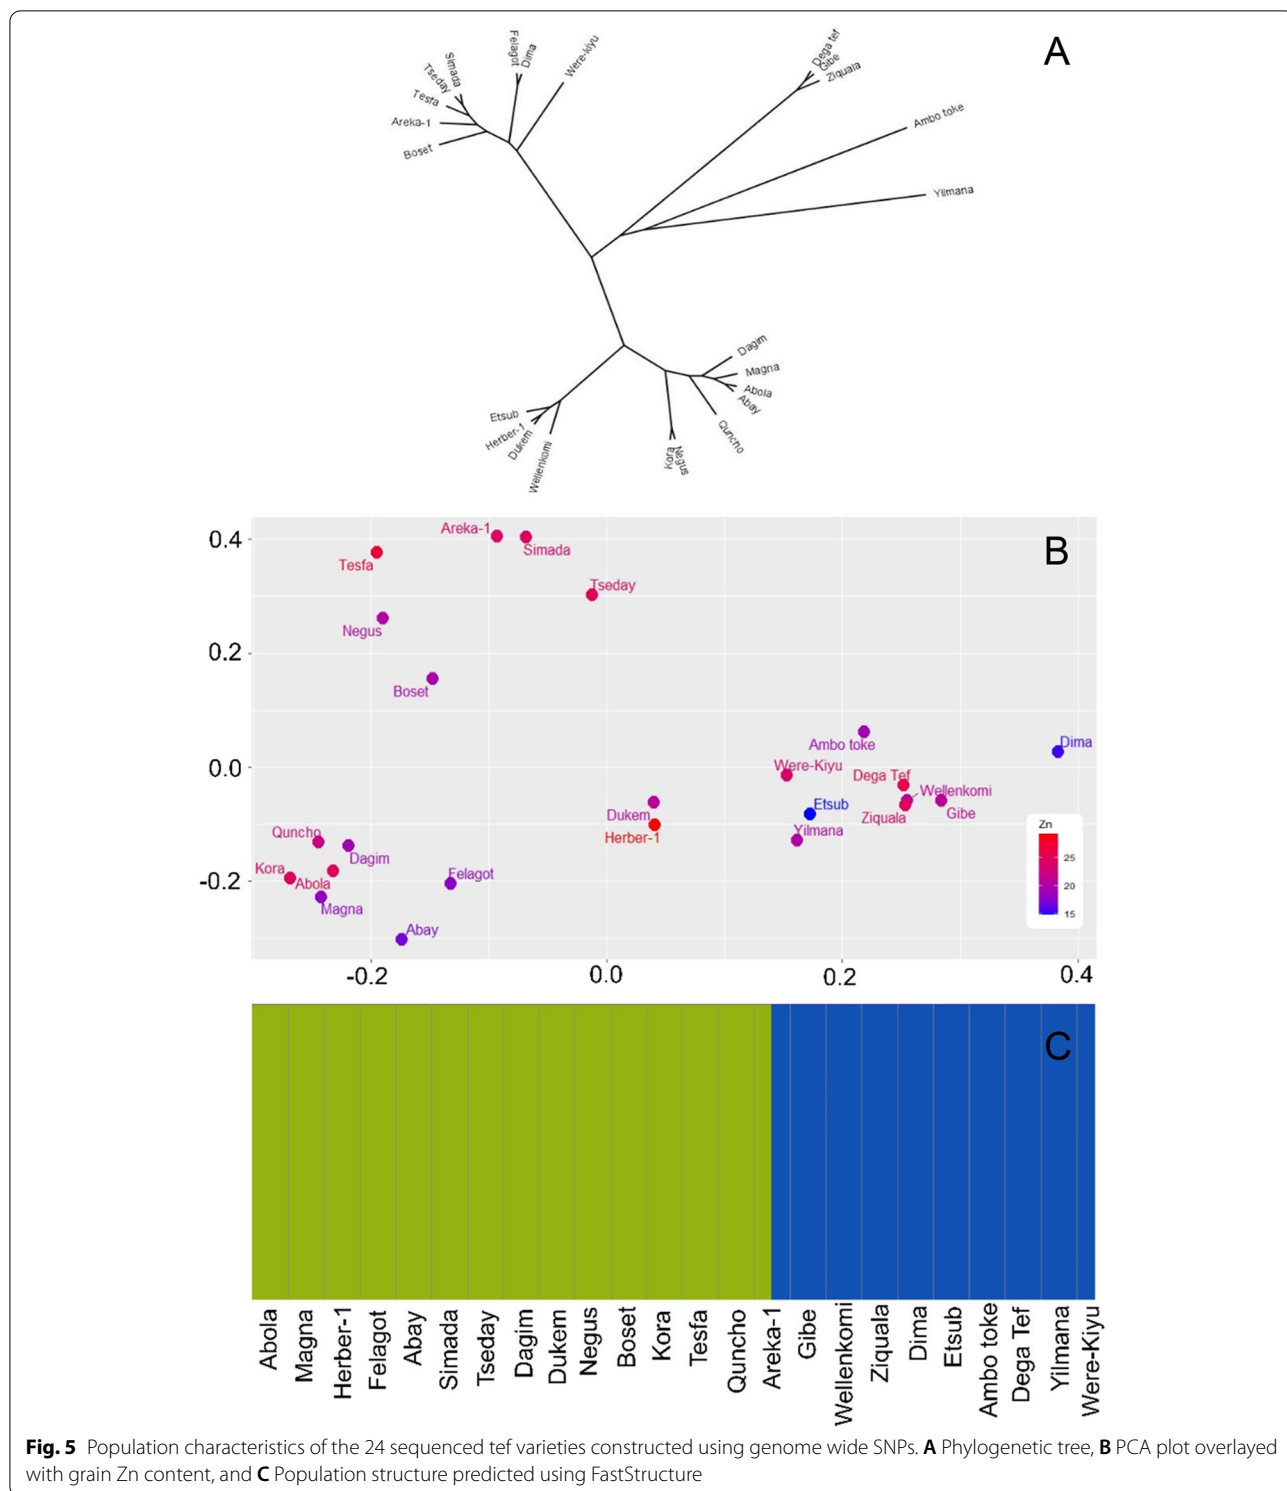 A
Felagot
Dima
Were-kiyu
Simada
Tseday
Tesfa
Areka-1
Boset
Dega tef
Gibe
Ziquala
Ambo toke
Yilmana
Dagim
Magna
Abola
Abay
Quncho
Negus
Kora
Etsub
Herber-1
Dukem
Wellenkomi
B
0.4
0.2
0.0
-0.2
Areka-1
Simada
Tesfa
Tseday
Negus
Boset
Ambo toke
Dima
Were-Kiyu
Dega Tef
Wellenkomi
Etsub
Ziquala
Gibe
Dukem
Yilmana
Herber-1
Quncho
Dagim
Kora
Abola
Felagot
Magna
Abay
Zn
25
20
15
-0.2 0.0 0.2 0.4
C
Abola
Magna
Herber-1
Felagot
Abay
Simada
Tseday
Dagim
Dukem
Negus
Boset
Kora
Tesfa
Quncho
Areka-1
Gibe
Wellenkomi
Ziquala
Dima
Etsub
Ambo toke
Dega Tef
Yilmana
Were-Kiyu
Fig. 5 Population characteristics of the 24 sequenced tef varieties constructed using genome wide SNPs. A Phylogenetic tree, B PCA plot overlayed
with grain Zn content, and C Population structure predicted using FastStructure